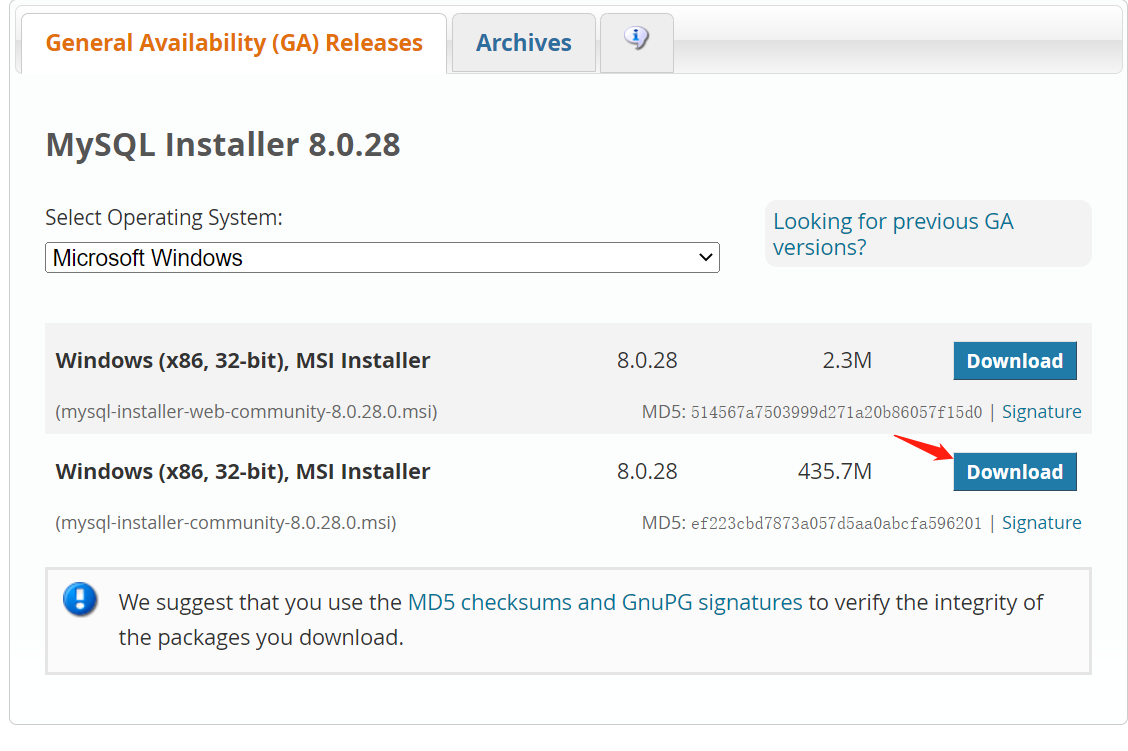 General Availability (GA) Releases
Archives
MySQL Installer 8.0.28
Select Operating System:
Microsoft Windows
Looking for previous GA
versions?
Windows (x86, 32-bit), MSI Installer 8.0.28 2.3M Download
(mysql-installer-web-community-8.0.28.0.msi) MD5: 514567a7503999d271a20b86057f15d0 | Signature
Windows (x86, 32-bit), MSI Installer 8.0.28 435.7M Download
(mysql-installer-community-8.0.28.0.msi) MD5: ef223cbd7873a057d5aa0abcfa596201 | Signature
We suggest that you use the MD5 checksums and GnuPG signatures to verify the integrity of
the packages you download.